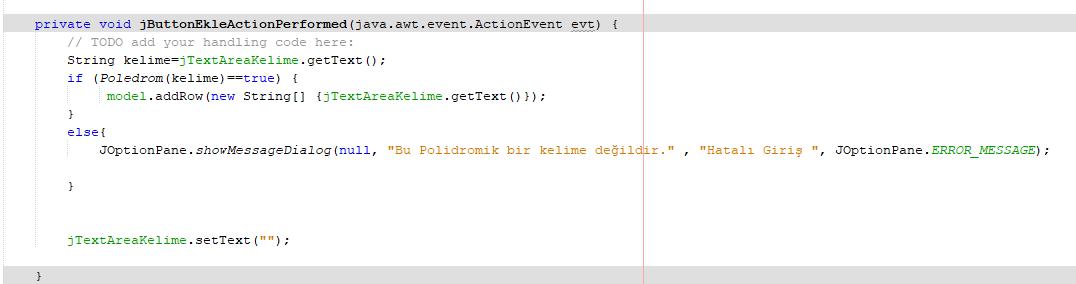 private void jButtonEkleActionPerformed(java.awt.event.ActionEvent evt) {
// TODO add your handling code here:
String kelime=jTextAreaKelime.getText();
if (Poledrom(kelime)==true) {
model.addRow(new String[] {jTextAreaKelime.getText()});
}
else{
JOptionPane.showMessageDialog(null, "Bu Polidromik bir kelime değildir." , "Hatalı Giriş ", JOptionPane.ERROR_MESSAGE);
}
jTextAreaKelime.setText("");
}